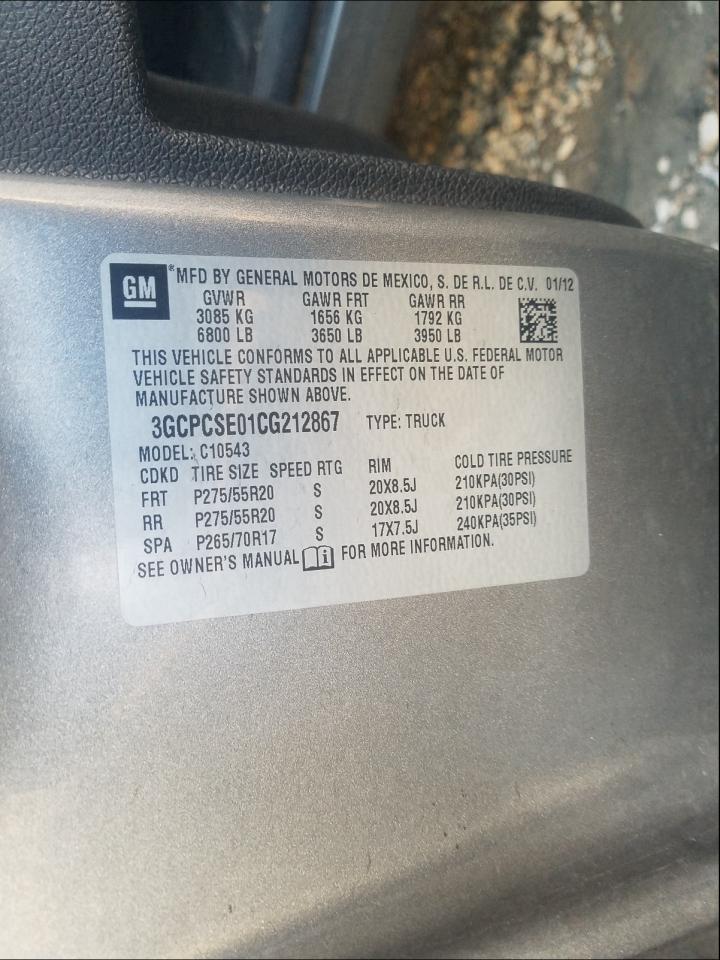 GM ® MFD BY GENERAL MOTORS DE MEXICO, S. DE R.L. DE C.V. 01/12
GVWR GAWR FRT GAWR RR
3085 KG 1656 KG 1792 KG
6800 LB 3650 LB 3950 LB
THIS VEHICLE CONFORMS TO ALL APPLICABLE U.S. FEDERAL MOTOR
VEHICLE SAFETY STANDARDS IN EFFECT ON THE DATE OF
MANUFACTURE SHOWN ABOVE.
3GCPCSE01CG212867 TYPE: TRUCK
MODEL: C10543
CDKD TIRE SIZE SPEED RTG RIM COLD TIRE PRESSURE
FRT P275/55R20 S 20X8.5J 210KPA(30PSI)
RR P275/55R20 S 20X8.5J 210KPA(30PSI)
SPA P265/70R17 S 17X7.5J 240KPA(35PSI)
SEE OWNER'S MANUAL i FOR MORE INFORMATION.